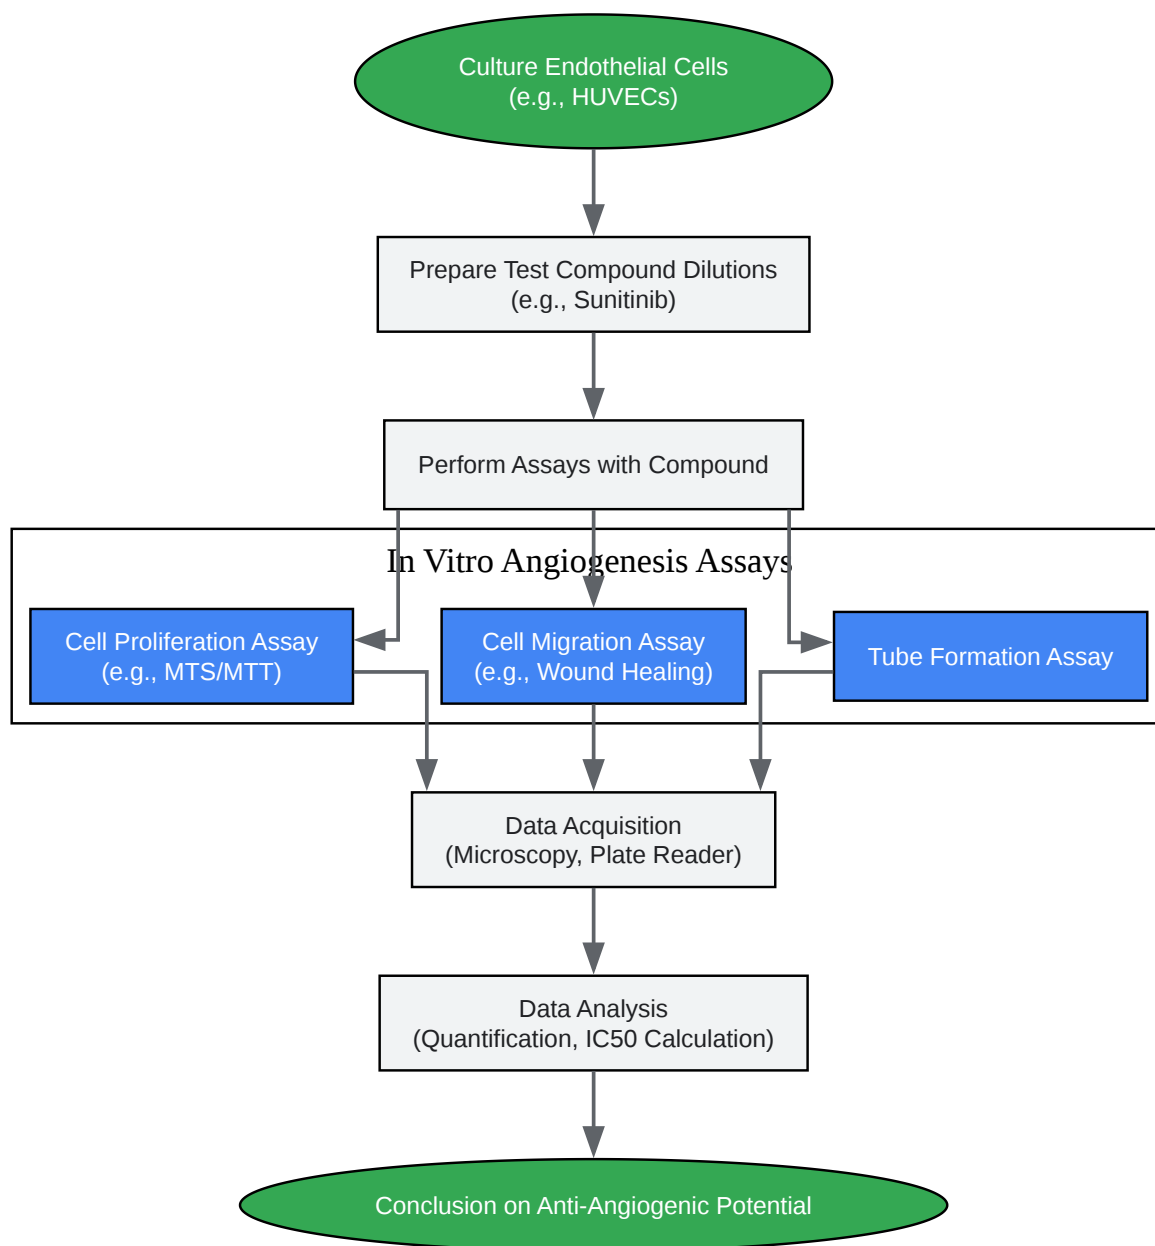 Culture Endothelial Cells
(e.g., HUVECs)
Prepare Test Compound Dilutions
(e.g., Sunitinib)
Perform Assays with Compound
In Vitro Angiogenesis Assays
Cell Proliferation Assay
(e.g., MTS/MTT)
Cell Migration Assay
(e.g., Wound Healing)
Tube Formation Assay
Data Acquisition
(Microscopy, Plate Reader)
Data Analysis
(Quantification, IC50 Calculation)
Conclusion on Anti-Angiogenic Potential